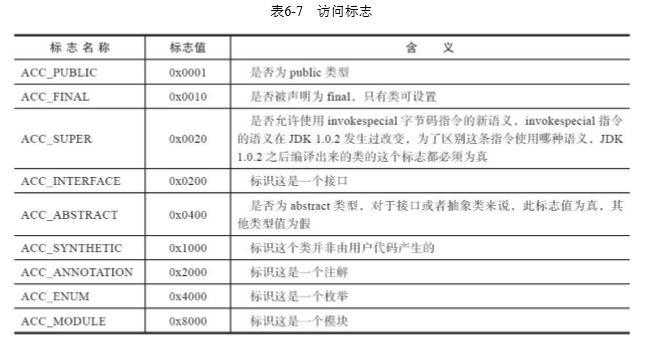 表6-7 访问标志
标志名称 标志值 含 义
ACC_PUBLIC 0x0001 是否为 public 类型
ACC_FINAL 0x0010 是否被声明为 final，只有类可设置
是否允许使用 invokespecial 字节码指令的新语义，invokespecial 指令
ACC_SUPER 0x0020 的语义在 JDK 1.0.2 发生过改变，为了区别这条指令使用哪种语义，JDK
1.0.2 之后编译出来的类的这个标志都必须为真
ACC_INTERFACE 0x0200 标识这是一个接口
ACC_ABSTRACT 0x0400 是否为 abstract 类型，对于接口或者抽象类来说，此标志值为真，其
他类型值为假
ACC_SYNTHETIC 0x1000 标识这个类并非由用户代码产生的
ACC_ANNOTATION 0x2000 标识这是一个注解
ACC_ENUM 0x4000 标识这是一个枚举
ACC_MODULE 0x8000 标识这是一个模块